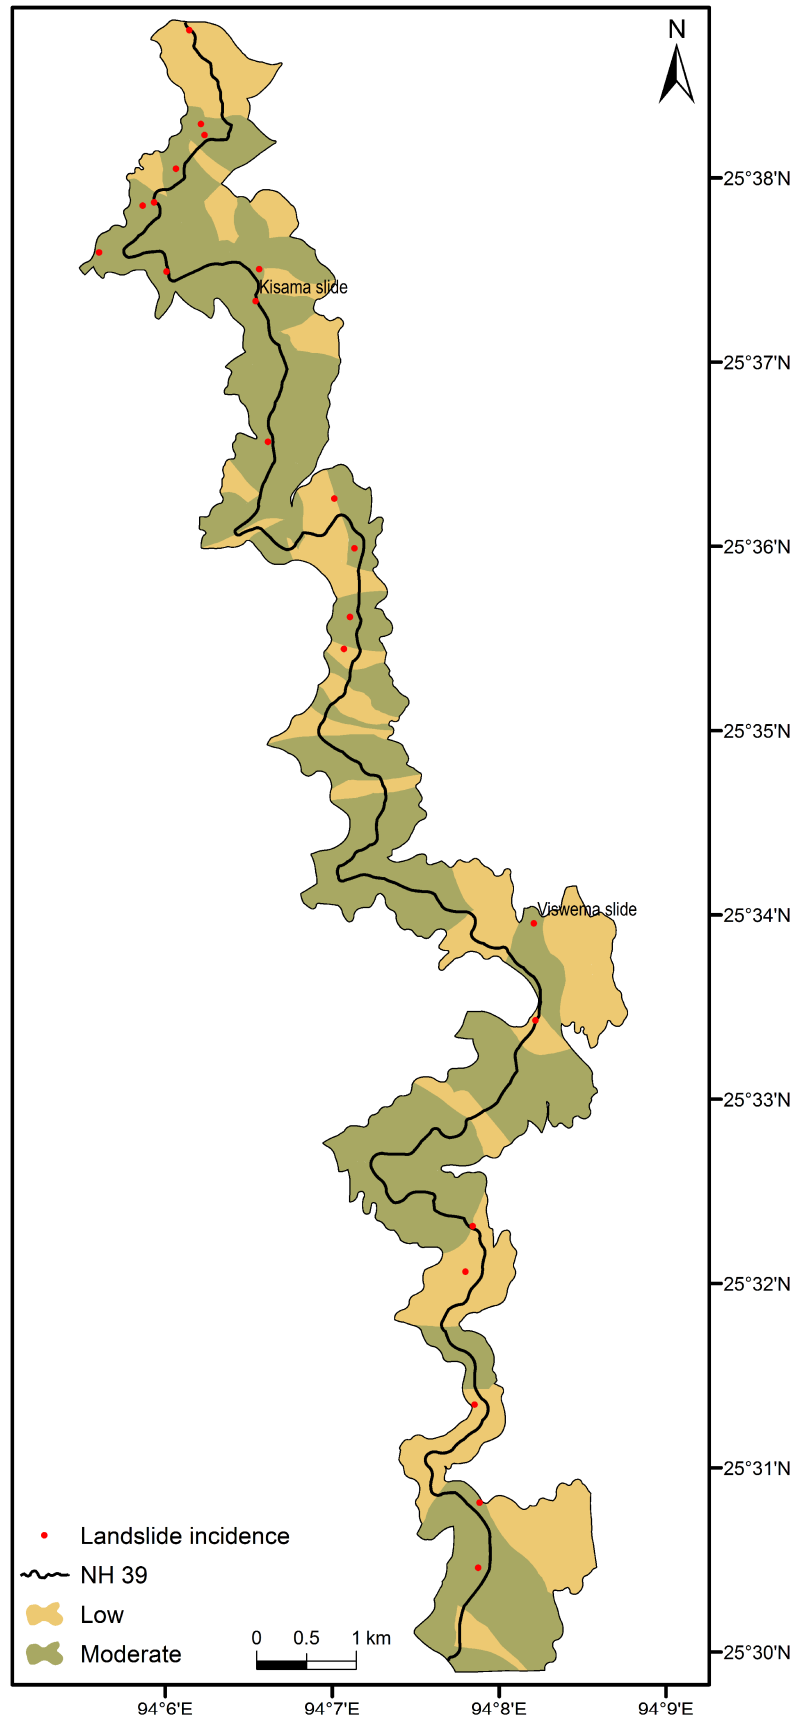 N
25°38'N
Kisama slide
25°37'N
25°36'N
25°35'N
Viswema slide
25°34'N
25°33'N
25°32'N
25°31'N
Landslide incidence
NH 39
Low
Moderate
0 0.5 1 km
25°30'N
94°6'E 94°7'E 94°8'E 94°9'E